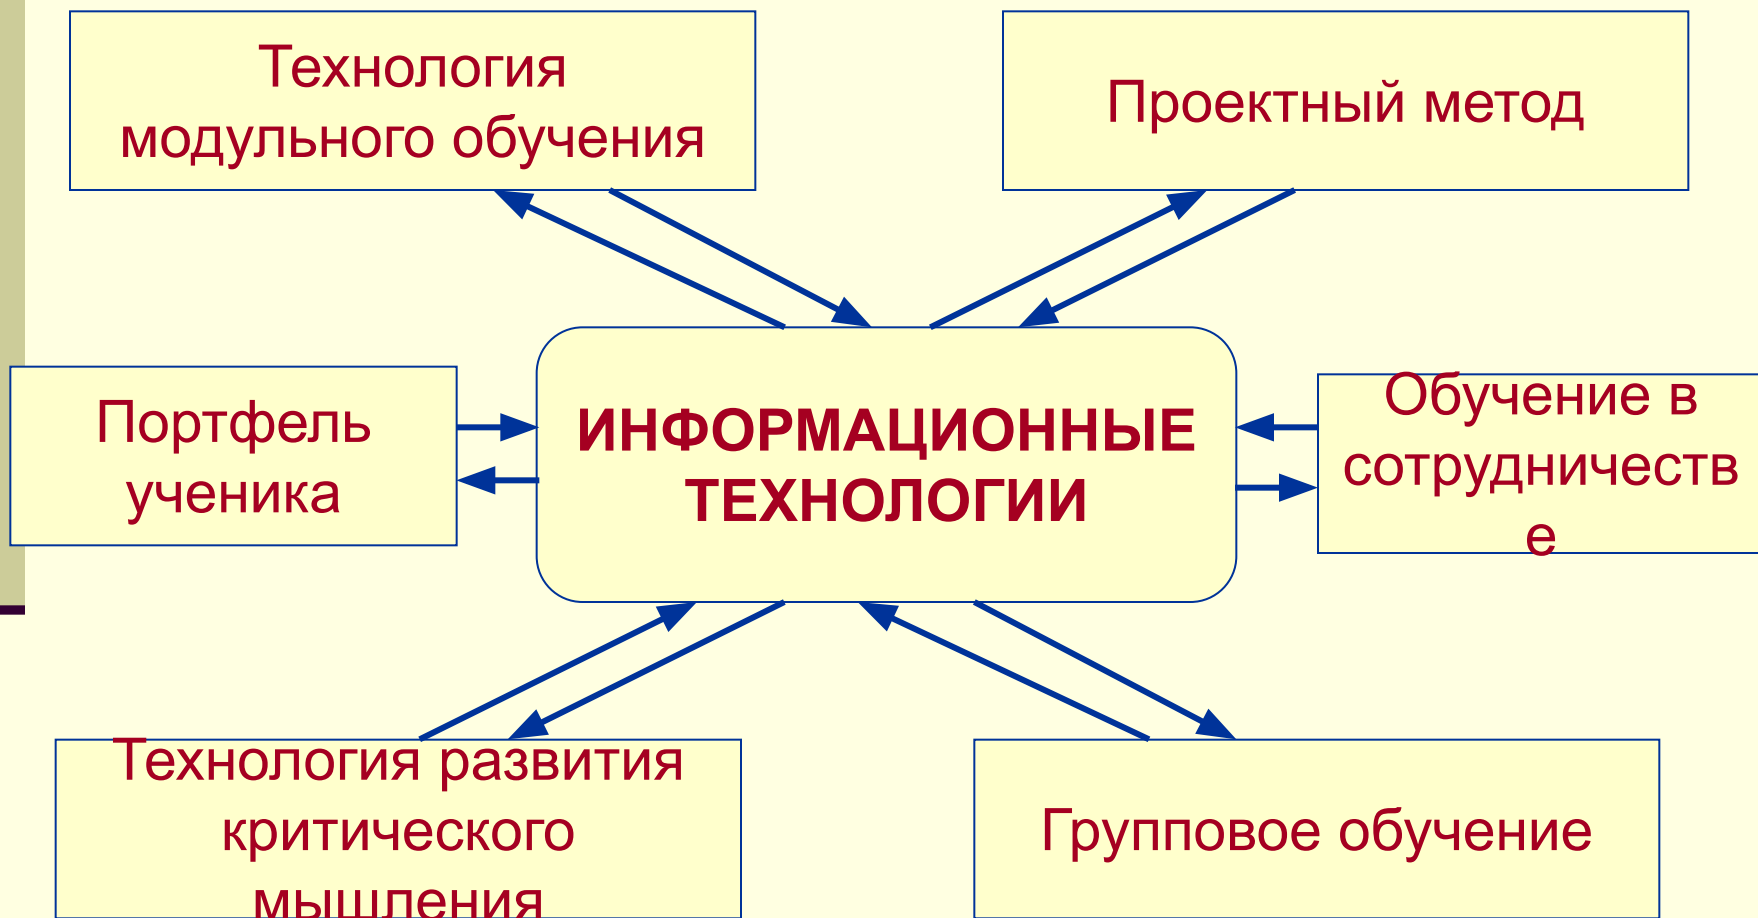 Технология
модульного обучения
Проектный метод
Портфель
ученика
ИНФОРМАЦИОННЫЕ
ТЕХНОЛОГИИ
Обучение в
сотрудничеств
е
Технология развития
критического
мышления
Групповое обучение